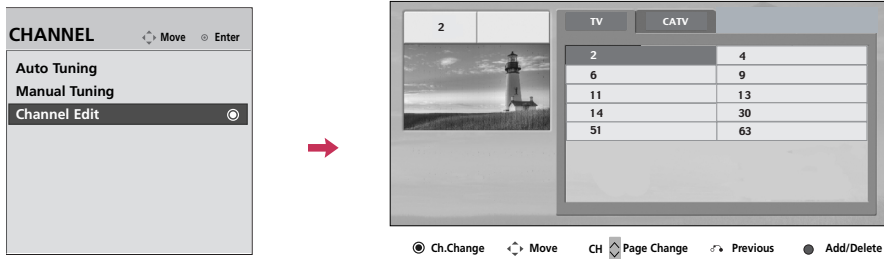 CHANNEL Move Enter
Auto Tuning
Manual Tuning
Channel Edit
2
TV CATV
2 4
6 9
11 13
14 30
51 63
Ch.Change Move CH Page Change Previous Add/Delete